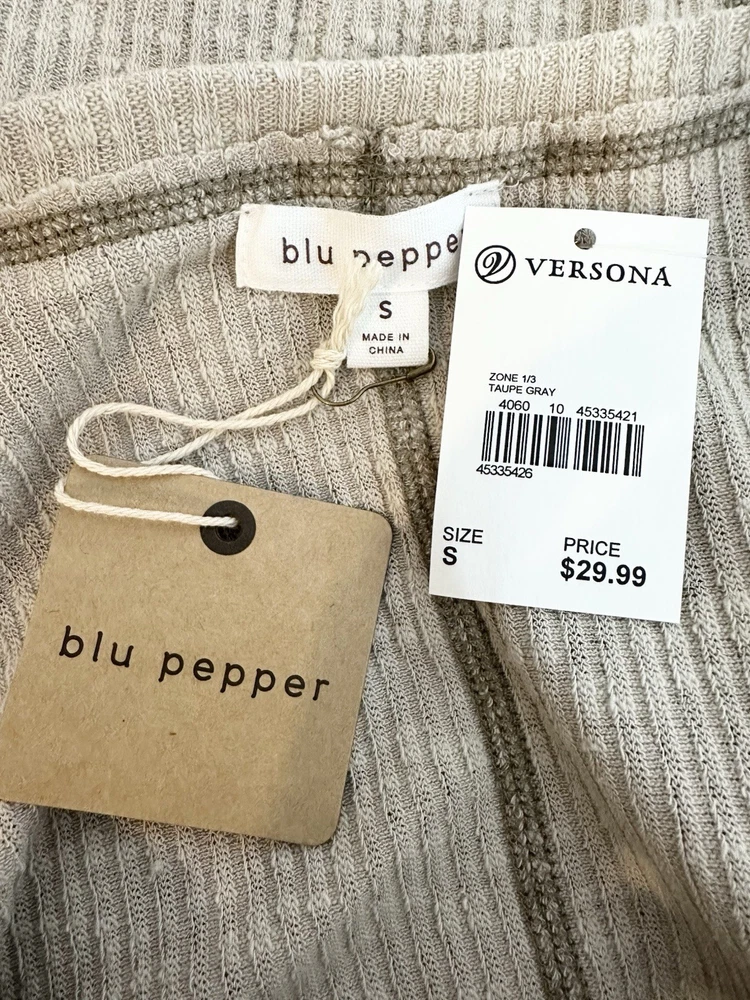 blu pepper
S
MADE IN
CHINA
VERSONA
ZONE 1/3
TAUPE GRAY
4060 10 45335421
45335426
SIZE
S
PRICE
$29.99
blu pepper